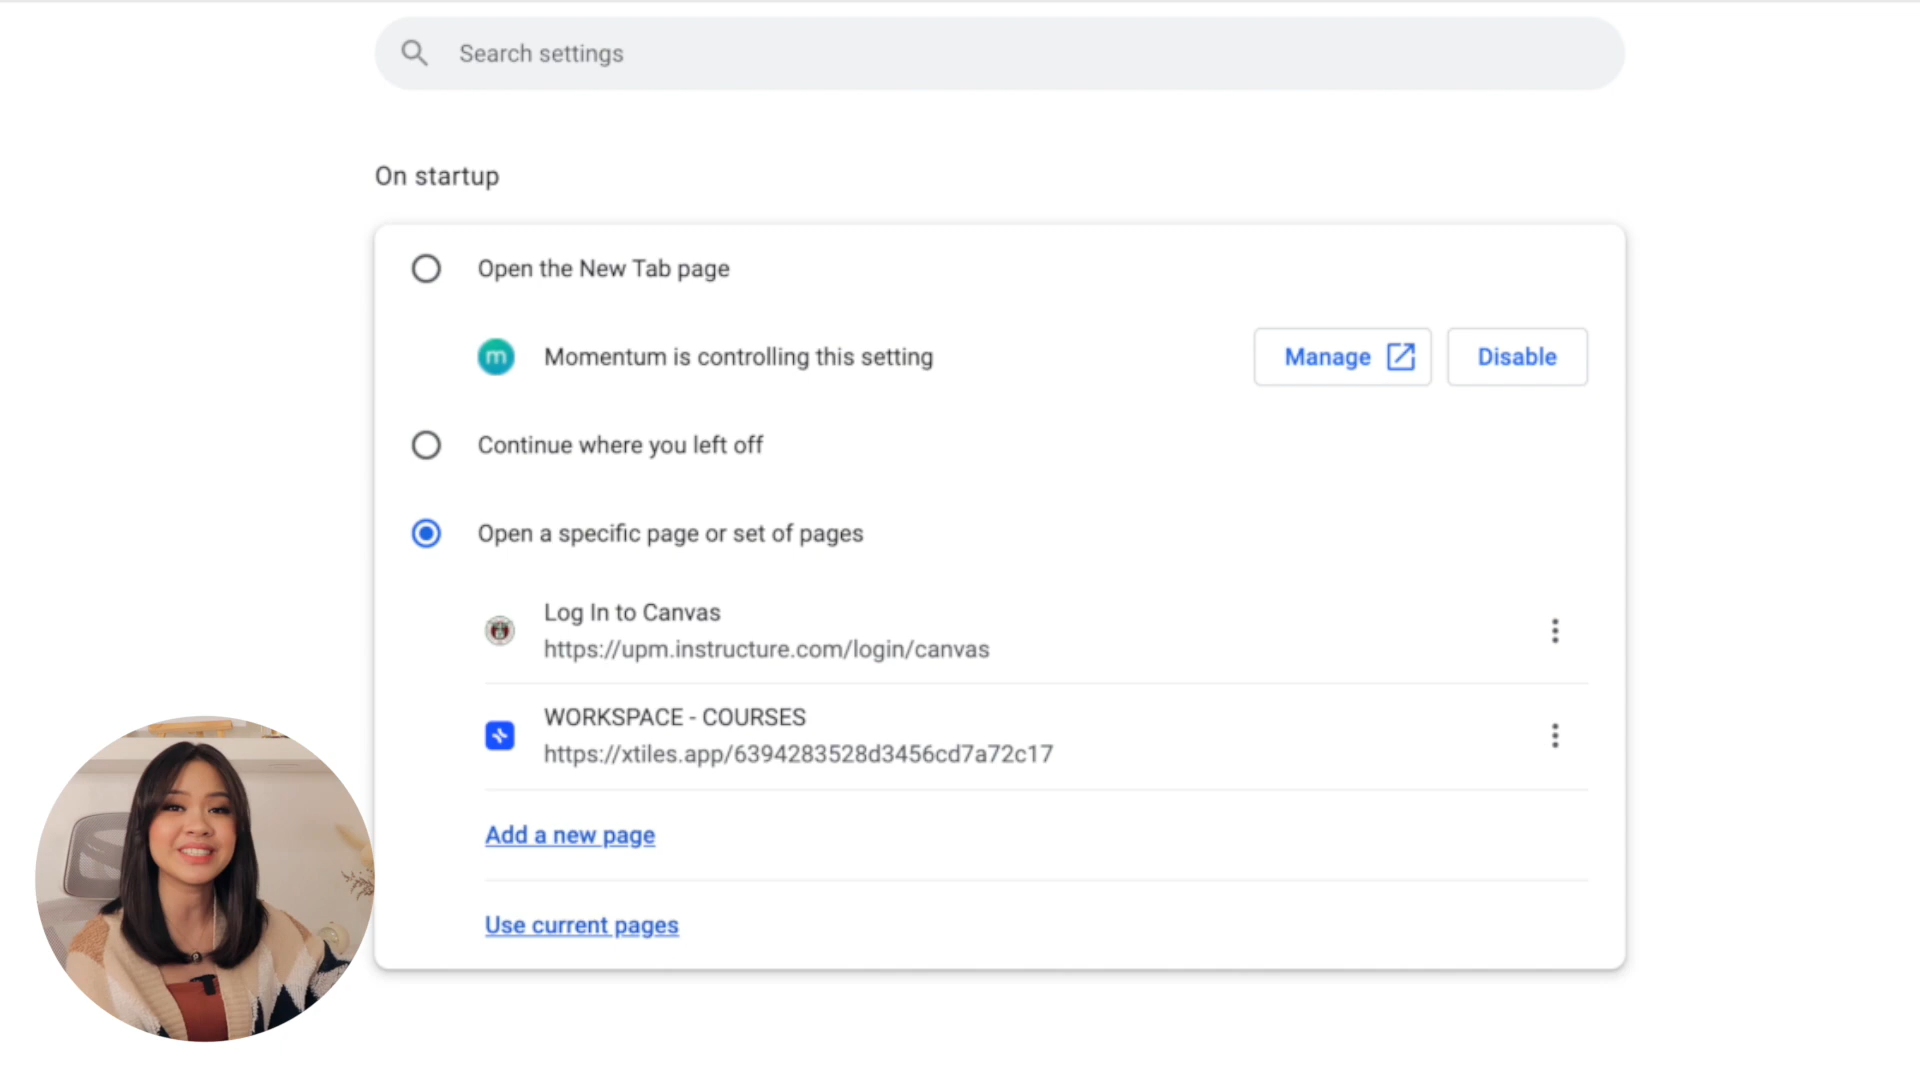 Search settings
On startup
Open the New Tab page
m
Momentum is controlling this setting
Manage
Disable
Continue where you left off
Open a specific page or set of pages
Log In to Canvas
https://upm.instructure.com/login/canvas
WORKSPACE - COURSES
https://xtiles.app/6394283528d3456cd7a72c17
Add a new page
Use current pages